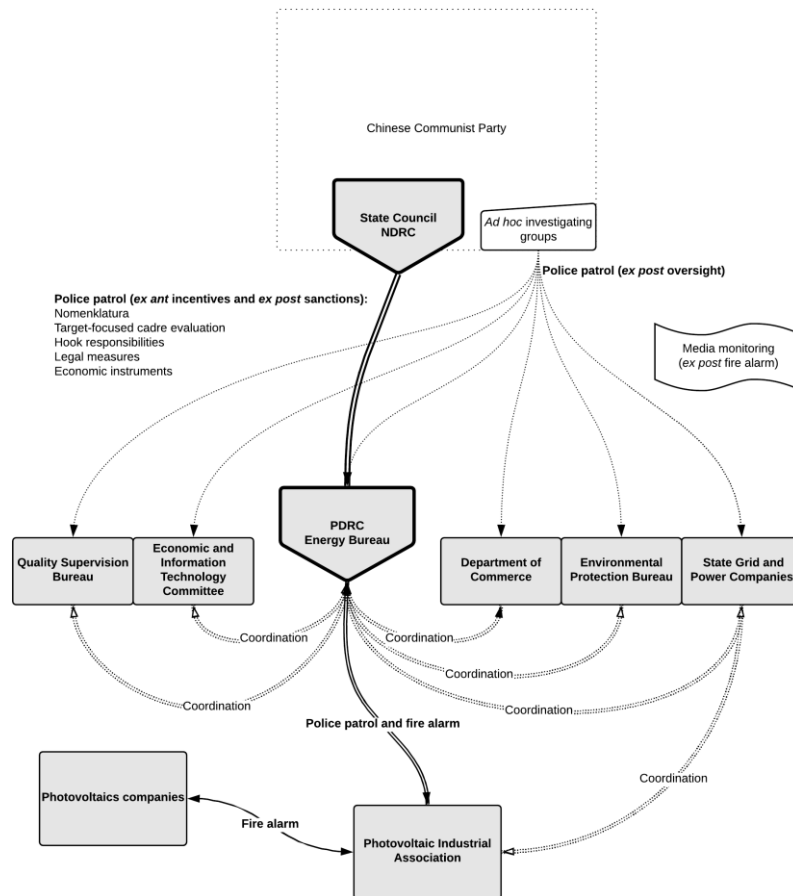 Chinese Communist Party
State Council
NDRC
Ad hoc investigating
groups
Police patrol (ex post oversight)
Police patrol (ex ant incentives and ex post sanctions):
Nomenklatura
Target-focused cadre evaluation
Hook responsibilities
Legal measures
Economic instruments
Media monitoring
(ex post fire alarm)
Quality Supervision
Bureau
Economic and
Information
Technology
Committee
PDRC
Energy Bureau
Department of
Commerce
Environmental
Protection Bureau
State Grid and
Power Companies
Coordination
Coordination
Coordination
Coordination
Coordination
Police patrol and fire alarm
Coordination
Photovoltaics companies
Fire alarm
Photovoltaic Industrial
Association